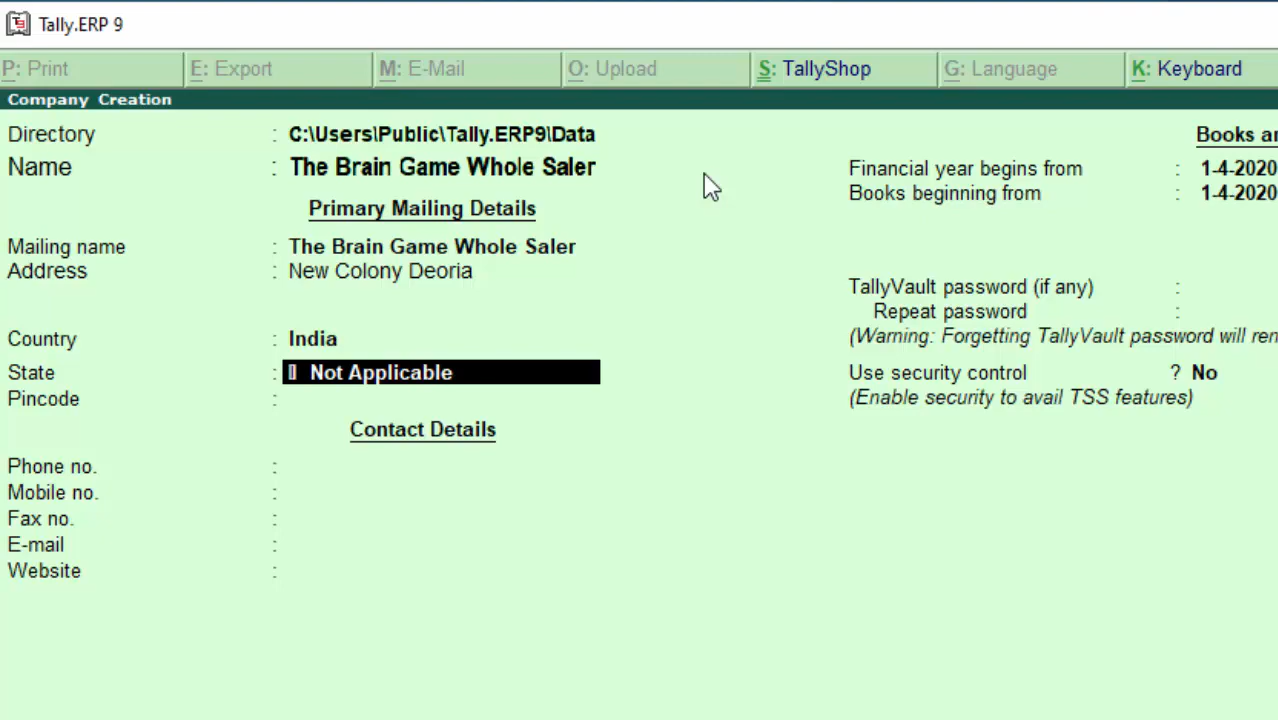 Tally.ERP 9
P: Print E: Export M: E-Mail O: Upload S: TallyShop G: Language K: Keyboard
Company Creation
Directory : C:\Users\Public\Tally.ERP9\Data
Name : The Brain Game Whole Saler
Primary Mailing Details
Mailing name : The Brain Game Whole Saler
Address : New Colony Deoria
Country : India
State : Not Applicable
Pincode :
Contact Details
Phone no. :
Mobile no. :
Fax no. :
E-mail :
Website :
Books
Financial year begins from : 1-4-2020
Books beginning from : 1-4-2020
TallyVault password (if any) :
Repeat password :
(Warning: Forgetting TallyVault password will
Use security control ? No
(Enable security to avail TSS features)